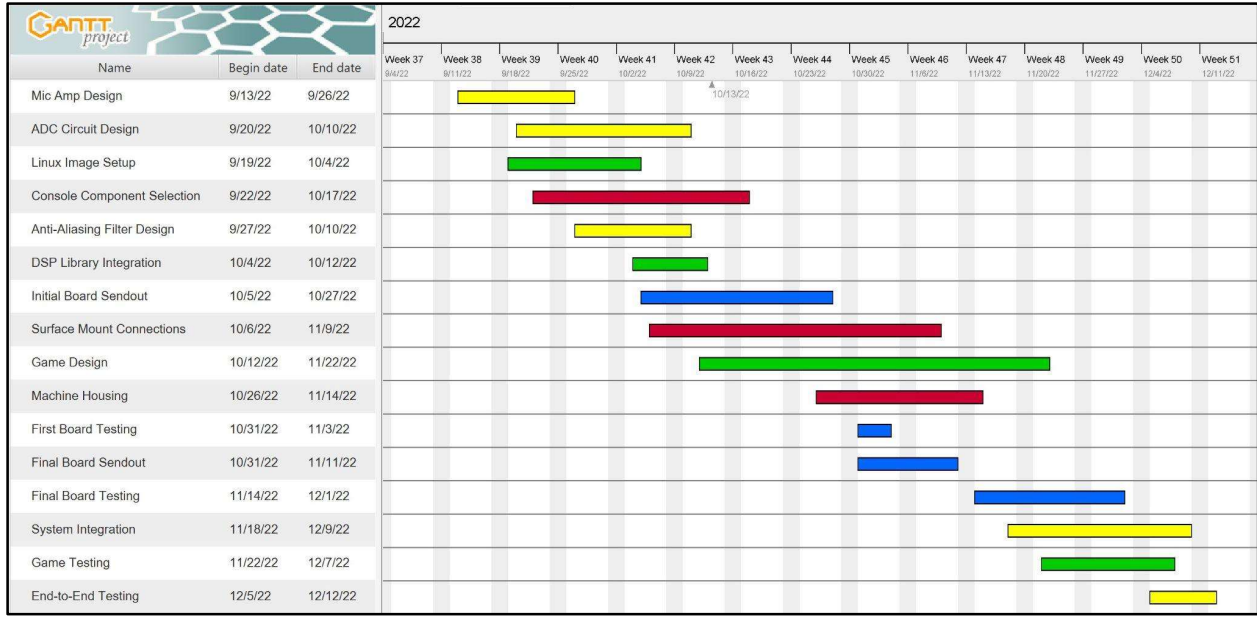 GANTT
project
2022
Name Begin date End date
Week 37 Week 38 Week 39 Week 40 Week 41 Week 42 Week 43 Week 44 Week 45 Week 46 Week 47 Week 48 Week 49 Week 50 Week 51
9/4/22 9/11/22 9/18/22 9/25/22 10/2/22 10/9/22 10/16/22 10/23/22 10/30/22 11/6/22 11/13/22 11/20/22 11/27/22 12/4/22 12/11/22
10/13/22
Mic Amp Design 9/13/22 9/26/22
ADC Circuit Design 9/20/22 10/10/22
Linux Image Setup 9/19/22 10/4/22
Console Component Selection 9/22/22 10/17/22
Anti-Aliasing Filter Design 9/27/22 10/10/22
DSP Library Integration 10/4/22 10/12/22
Initial Board Sendout 10/5/22 10/27/22
Surface Mount Connections 10/6/22 11/9/22
Game Design 10/12/22 11/22/22
Machine Housing 10/26/22 11/14/22
First Board Testing 10/31/22 11/3/22
Final Board Sendout 10/31/22 11/11/22
Final Board Testing 11/14/22 12/1/22
System Integration 11/18/22 12/9/22
Game Testing 11/22/22 12/7/22
End-to-End Testing 12/5/22 12/12/22